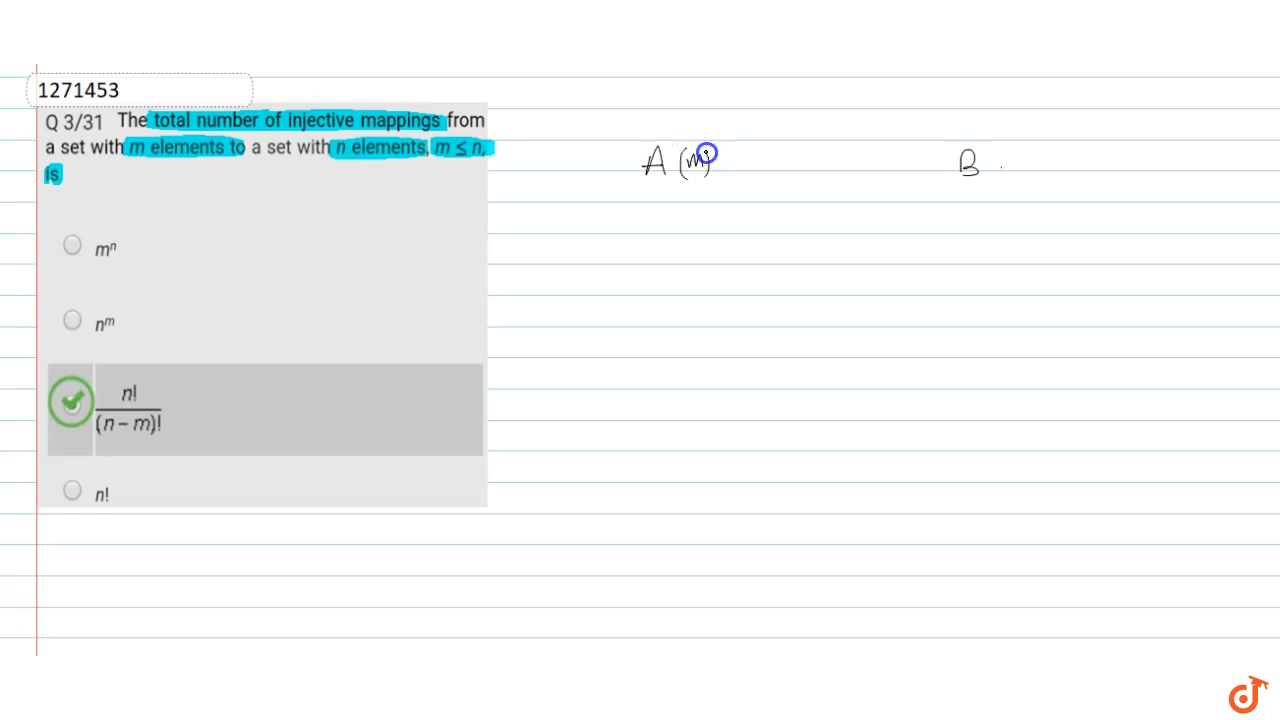 1271453
Q 3/31 The total number of injective mappings from
a set with m elements to a set with n elements, m ≤ n,
is
A (m)
B
mⁿ
nᵐ
n!
(n – m)!
n!